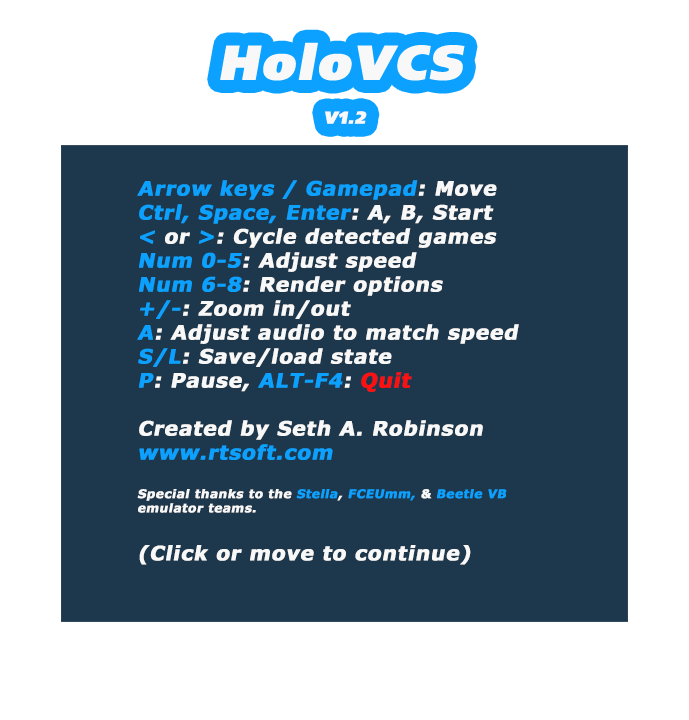 HoloVCS
V1.2
Arrow keys / Gamepad: Move
Ctrl, Space, Enter: A, B, Start
< or >: Cycle detected games
Num 0-5: Adjust speed
Num 6-8: Render options
+/-: Zoom in/out
A: Adjust audio to match speed
S/L: Save/load state
P: Pause, ALT-F4: Quit
Created by Seth A. Robinson
www.rtsoft.com
Special thanks to the Stella, FCEUmm, & Beetle VB
emulator teams.
(Click or move to continue)